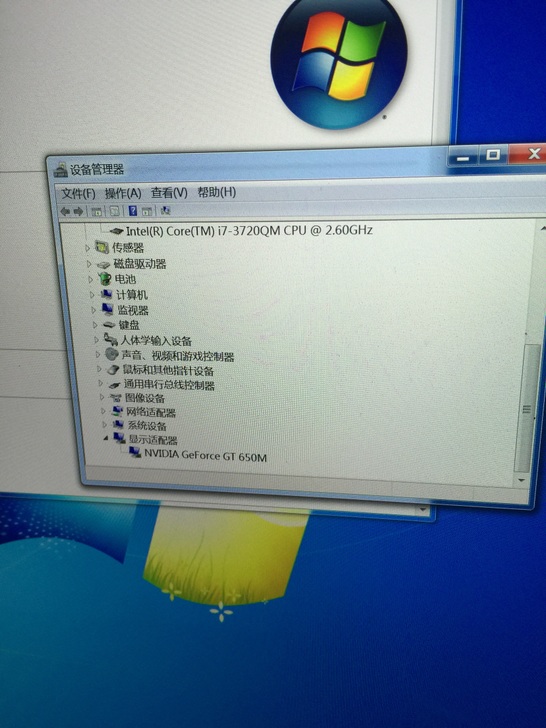 设备管理器
文件(F) 操作(A) 查看(V) 帮助(H)
Intel(R) Core(TM) i7-3720QM CPU @ 2.60GHz
传感器
磁盘驱动器
电池
计算机
监视器
键盘
人体学输入设备
声音、视频和游戏控制器
鼠标和其他指针设备
通用串行总线控制器
图像设备
网络适配器
系统设备
显示适配器
NVIDIA GeForce GT 650M